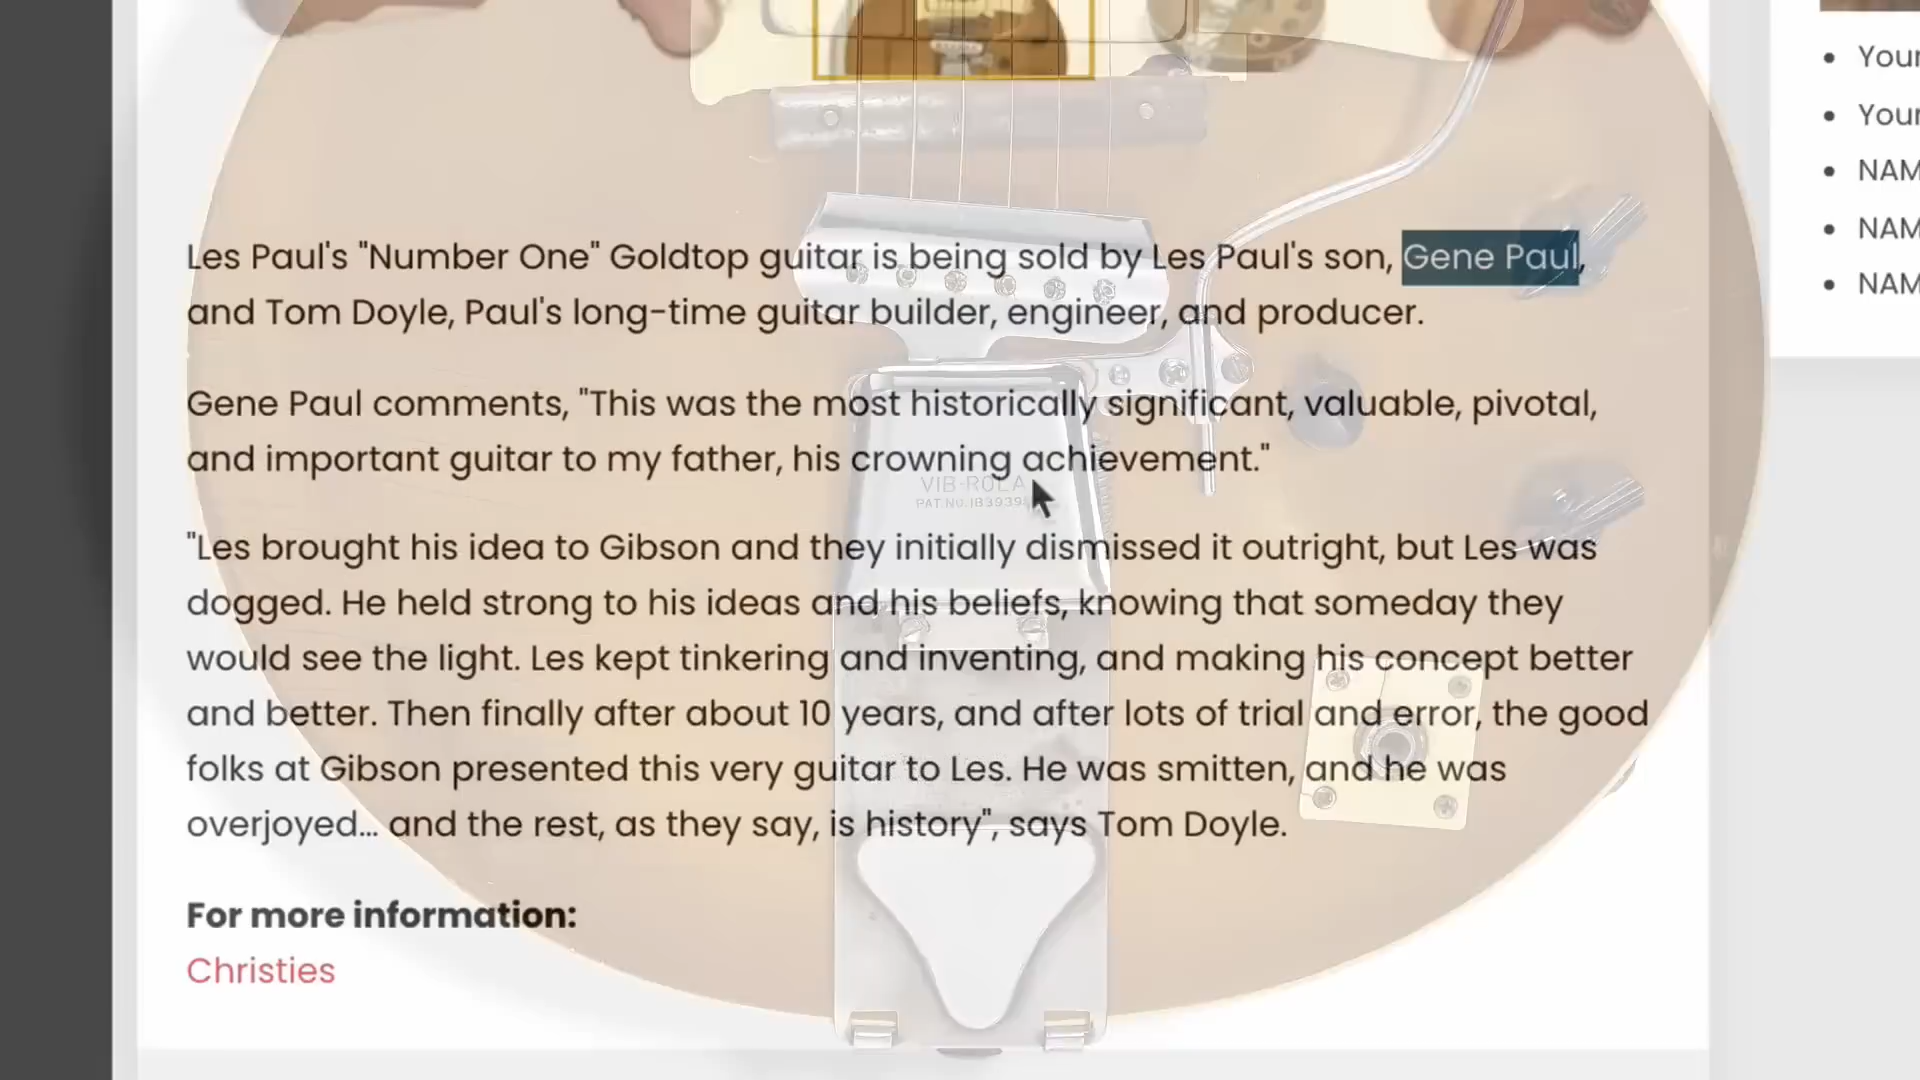 Les Paul's "Number One" Goldtop guitar is being sold by Les Paul's son, Gene Paul,
and Tom Doyle, Paul's long-time guitar builder, engineer, and producer.
Gene Paul comments, "This was the most historically significant, valuable, pivotal,
and important guitar to my father, his crowning achievement."
VIB-ROLA
"Les brought his idea to Gibson and they initially dismissed it outright, but Les was
dogged. He held strong to his ideas and his beliefs, knowing that someday they
would see the light. Les kept tinkering and inventing, and making his concept better
and better. Then finally after about 10 years, and after lots of trial and error, the good
folks at Gibson presented this very guitar to Les. He was smitten, and he was
overjoyed... and the rest, as they say, is history", says Tom Doyle.
For more information:
Christies
Your
Your
NAM
NAM
NAM